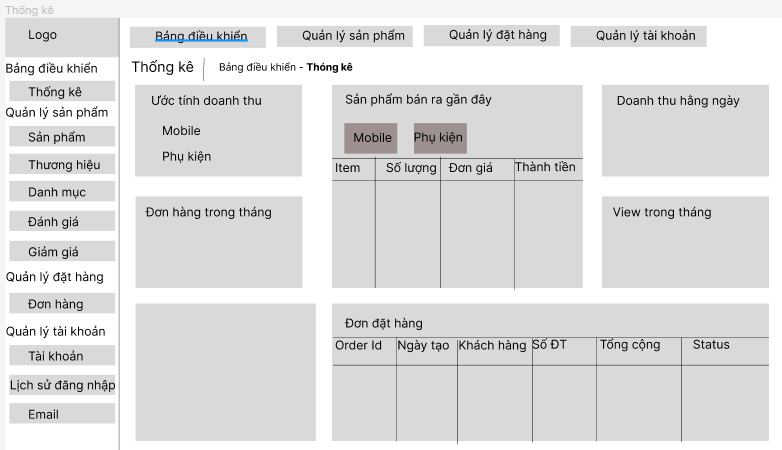 Thống kê
Logo
Bảng điều khiển
Thống kê
Quản lý sản phẩm
Sản phẩm
Thương hiệu
Danh mục
Đánh giá
Giảm giá
Quản lý đặt hàng
Đơn hàng
Quản lý tài khoản
Tài khoản
Lịch sử đăng nhập
Email
Bảng điều khiển
Quản lý sản phẩm
Quản lý đặt hàng
Quản lý tài khoản
Thống kê
Bảng điều khiển - Thống kê
Ước tính doanh thu
Mobile
Phụ kiện
Sản phẩm bán ra gần đây
Mobile
Phụ kiện
Item
Số lượng
Đơn giá
Thành tiền
Doanh thu hằng ngày
Đơn hàng trong tháng
View trong tháng
Đơn đặt hàng
Order Id
Ngày tạo
Khách hàng
Số ĐT
Tổng cộng
Status